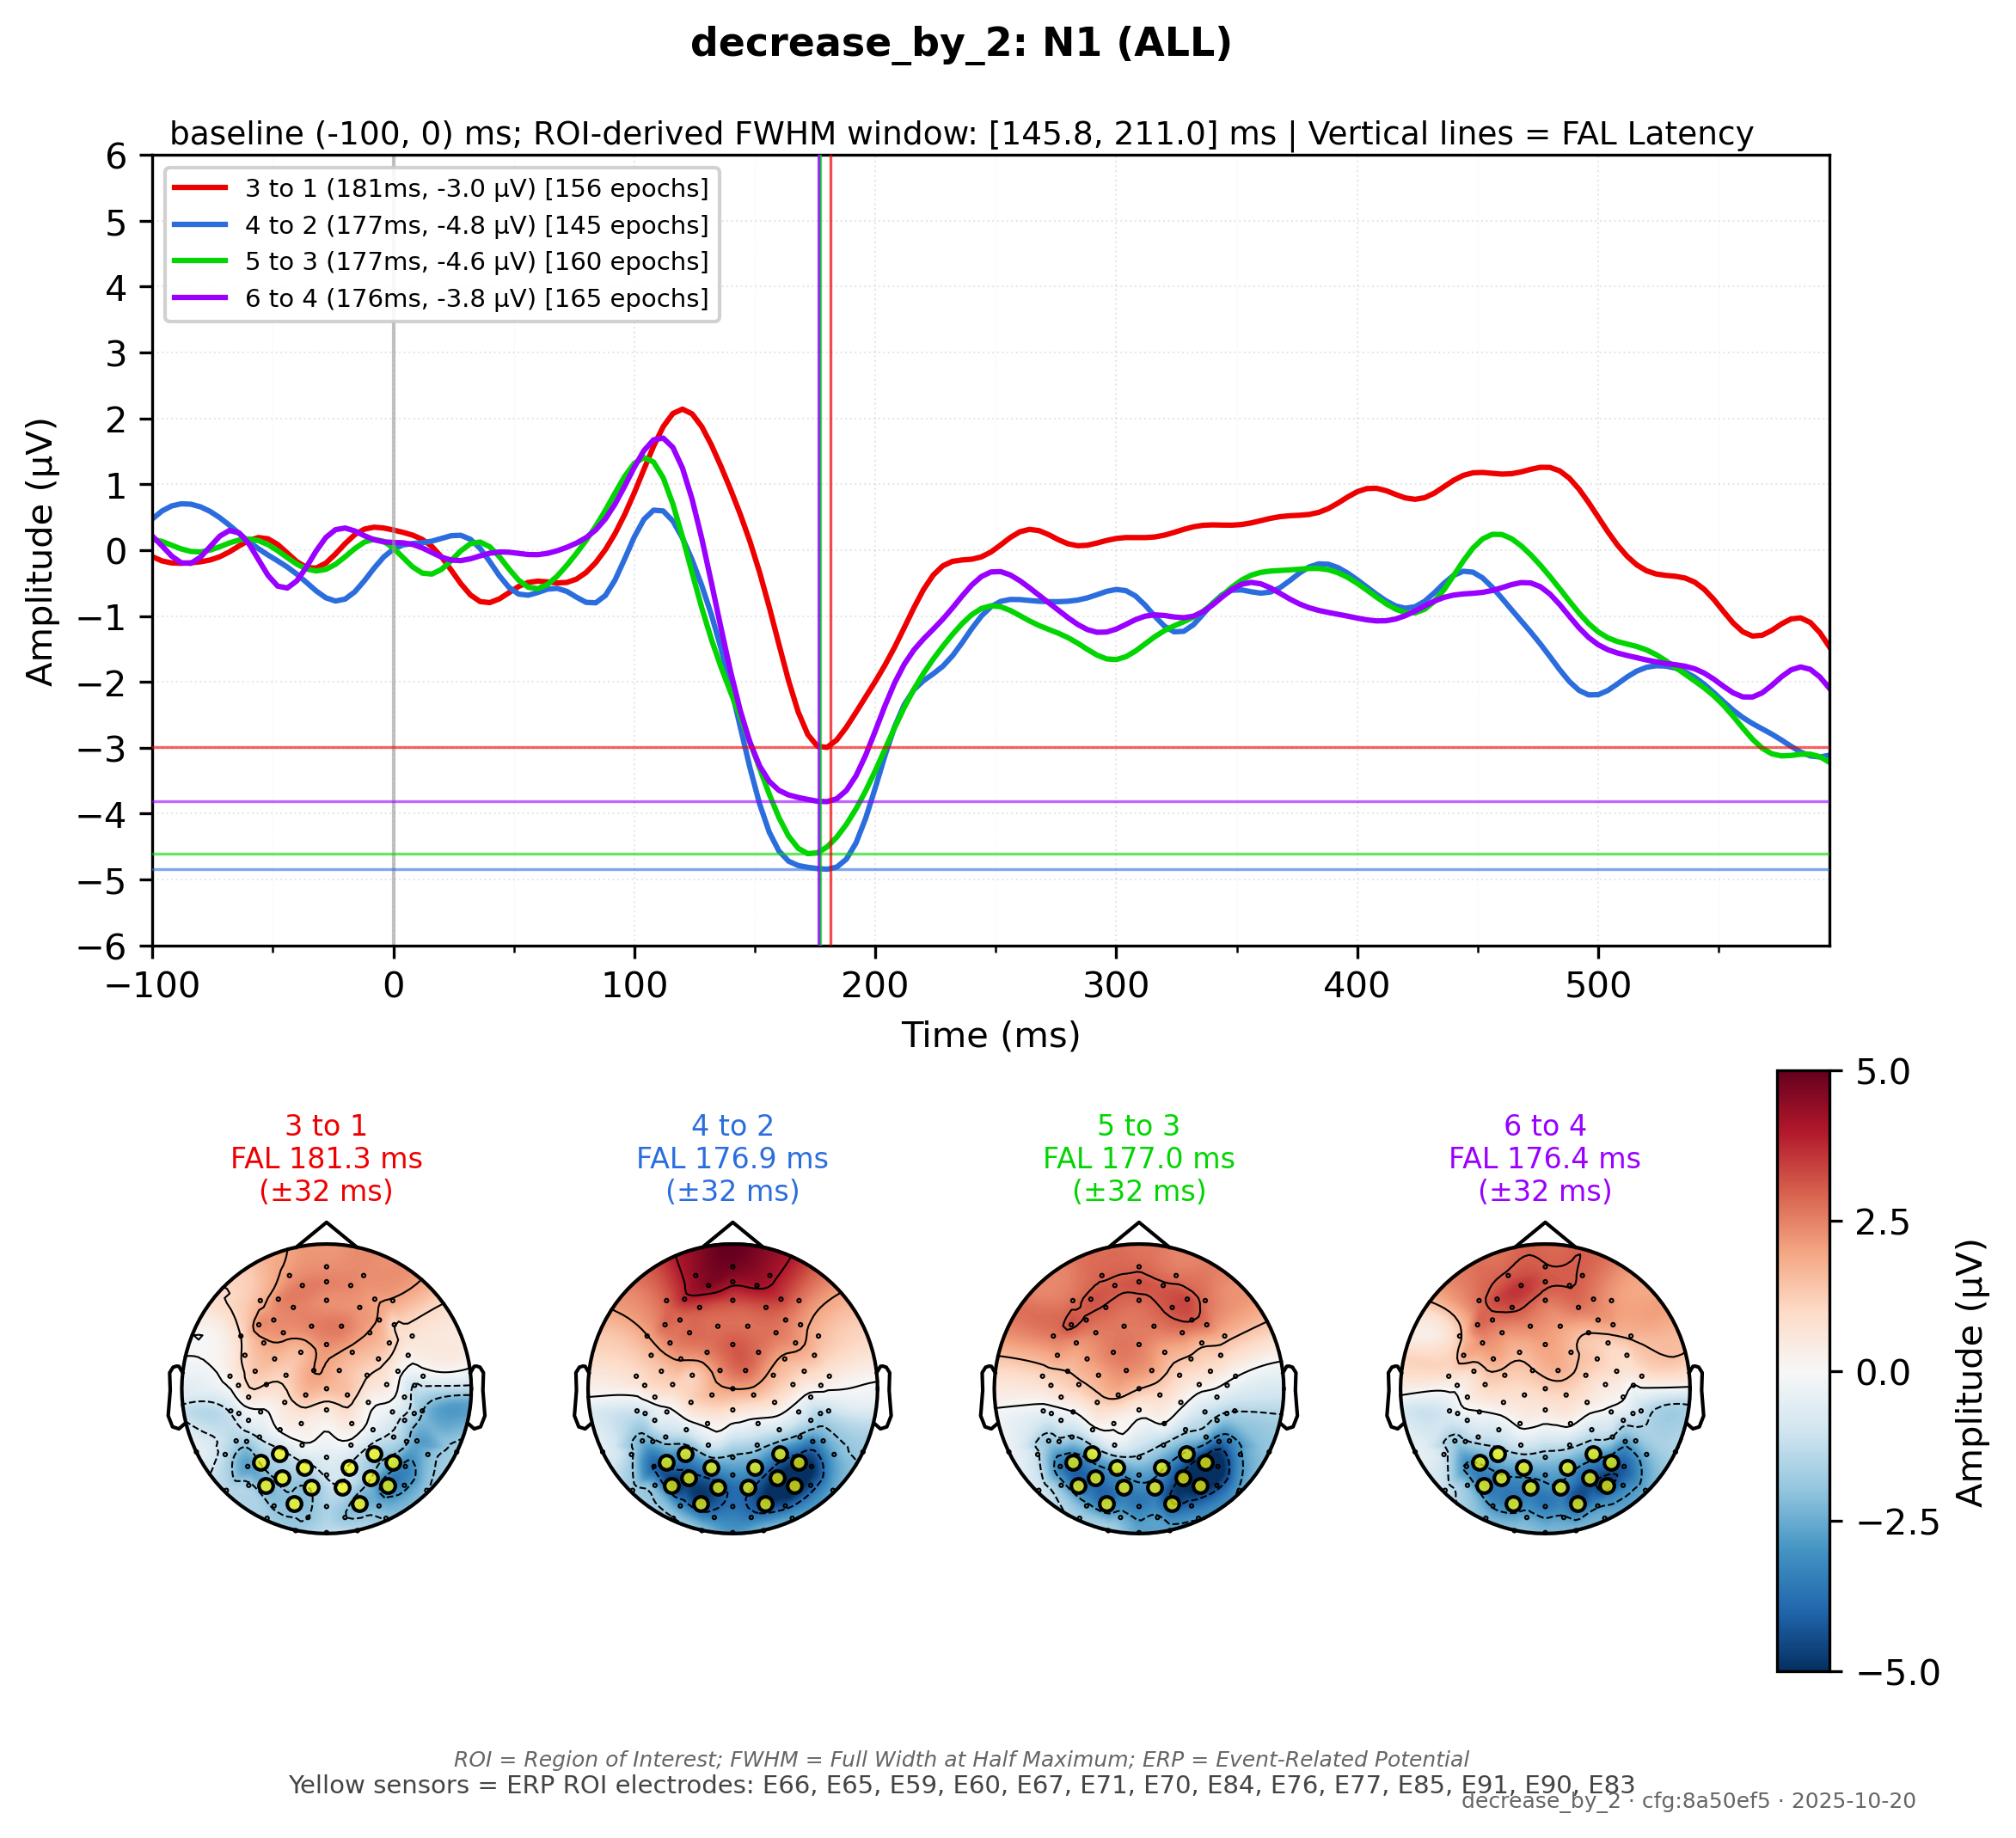 decrease_by_2: N1 (ALL)
baseline (-100, 0) ms; ROI-derived FWHM window: [145.8, 211.0] ms | Vertical lines = FAL Latency
3 to 1 (181ms, -3.0 µV) [156 epochs]
4 to 2 (177ms, -4.8 µV) [145 epochs]
5 to 3 (177ms, -4.6 µV) [160 epochs]
6 to 4 (176ms, -3.8 µV) [165 epochs]
Amplitude (µV)
6
5
4
3
2
1
0
−1
−2
−3
−4
−5
−6
−100 0 100 200 300 400 500
Time (ms)
3 to 1
FAL 181.3 ms
(±32 ms)
4 to 2
FAL 176.9 ms
(±32 ms)
5 to 3
FAL 177.0 ms
(±32 ms)
6 to 4
FAL 176.4 ms
(±32 ms)
5.0
2.5
0.0
−2.5
−5.0
Amplitude (µV)
ROI = Region of Interest; FWHM = Full Width at Half Maximum; ERP = Event-Related Potential
Yellow sensors = ERP ROI electrodes: E66, E65, E59, E60, E67, E71, E70, E84, E76, E77, E85, E91, E90, E83
decrease_by_2 · cfg:8a50ef5 · 2025-10-20